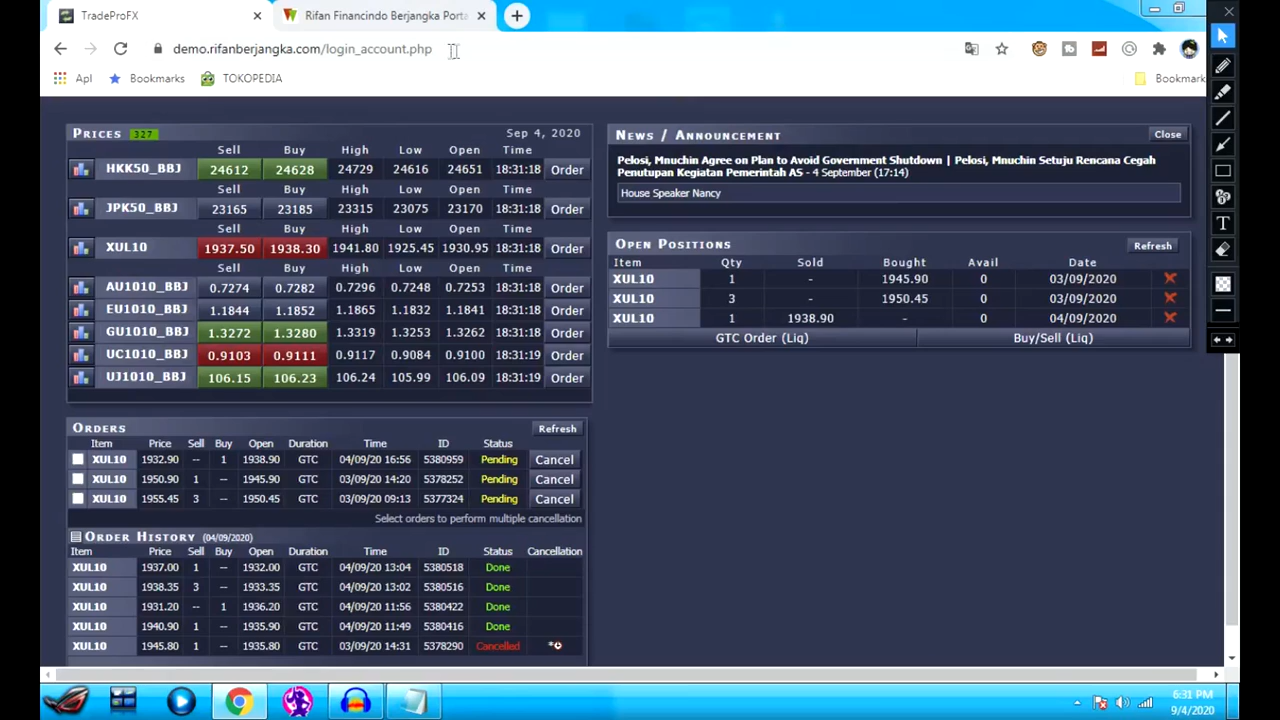 TradeProFX
Rifan Financindo Berjangka Porta
demo.rifanberjangka.com/login_account.php
Apl Bookmarks TOKOPEDIA Bookmark
PRICES 327 Sep 4, 2020
Sell Buy High Low Open Time
HKK50_BBJ 24612 24628 24729 24616 24651 18:31:18 Order
Sell Buy High Low Open Time
JPK50_BBJ 23165 23185 23315 23075 23170 18:31:18 Order
Sell Buy High Low Open Time
XUL10 1937.50 1938.30 1941.80 1925.45 1930.95 18:31:18 Order
Sell Buy High Low Open Time
AU1010_BBJ 0.7274 0.7282 0.7296 0.7248 0.7253 18:31:18 Order
EU1010_BBJ 1.1844 1.1852 1.1865 1.1832 1.1841 18:31:18 Order
GU1010_BBJ 1.3272 1.3280 1.3319 1.3253 1.3262 18:31:18 Order
UC1010_BBJ 0.9103 0.9111 0.9117 0.9084 0.9100 18:31:19 Order
UJ1010_BBJ 106.15 106.23 106.24 105.99 106.09 18:31:19 Order
NEWS / ANNOUNCEMENT Close
Pelosi, Mnuchin Agree on Plan to Avoid Government Shutdown | Pelosi, Mnuchin Setuju Rencana Cegah
Penutupan Kegiatan Pemerintah AS - 4 September (17:14)
House Speaker Nancy
OPEN POSITIONS Refresh
Item Qty Sold Bought Avail Date
XUL10 1 - 1945.90 0 03/09/2020
XUL10 3 - 1950.45 0 03/09/2020
XUL10 1 1938.90 - 0 04/09/2020
GTC Order (Liq) Buy/Sell (Liq)
ORDERS Refresh
Item Price Sell Buy Open Duration Time ID Status
XUL10 1932.90 -- 1 1938.90 GTC 04/09/20 16:56 5380959 Pending Cancel
XUL10 1950.90 1 -- 1945.90 GTC 03/09/20 14:20 5378252 Pending Cancel
XUL10 1955.45 3 -- 1950.45 GTC 03/09/20 09:13 5377324 Pending Cancel
Select orders to perform multiple cancellation
ORDER HISTORY (04/09/2020)
Item Price Sell Buy Open Duration Time ID Status Cancellation
XUL10 1937.00 1 -- 1932.00 GTC 04/09/20 13:04 5380518 Done
XUL10 1938.35 3 -- 1933.35 GTC 04/09/20 13:02 5380516 Done
XUL10 1931.20 -- 1 1936.20 GTC 04/09/20 11:56 5380422 Done
XUL10 1940.90 1 -- 1935.90 GTC 04/09/20 11:49 5380416 Done
XUL10 1945.80 1 -- 1935.80 GTC 03/09/20 14:31 5378290 Cancelled
6:31 PM
9/4/2020